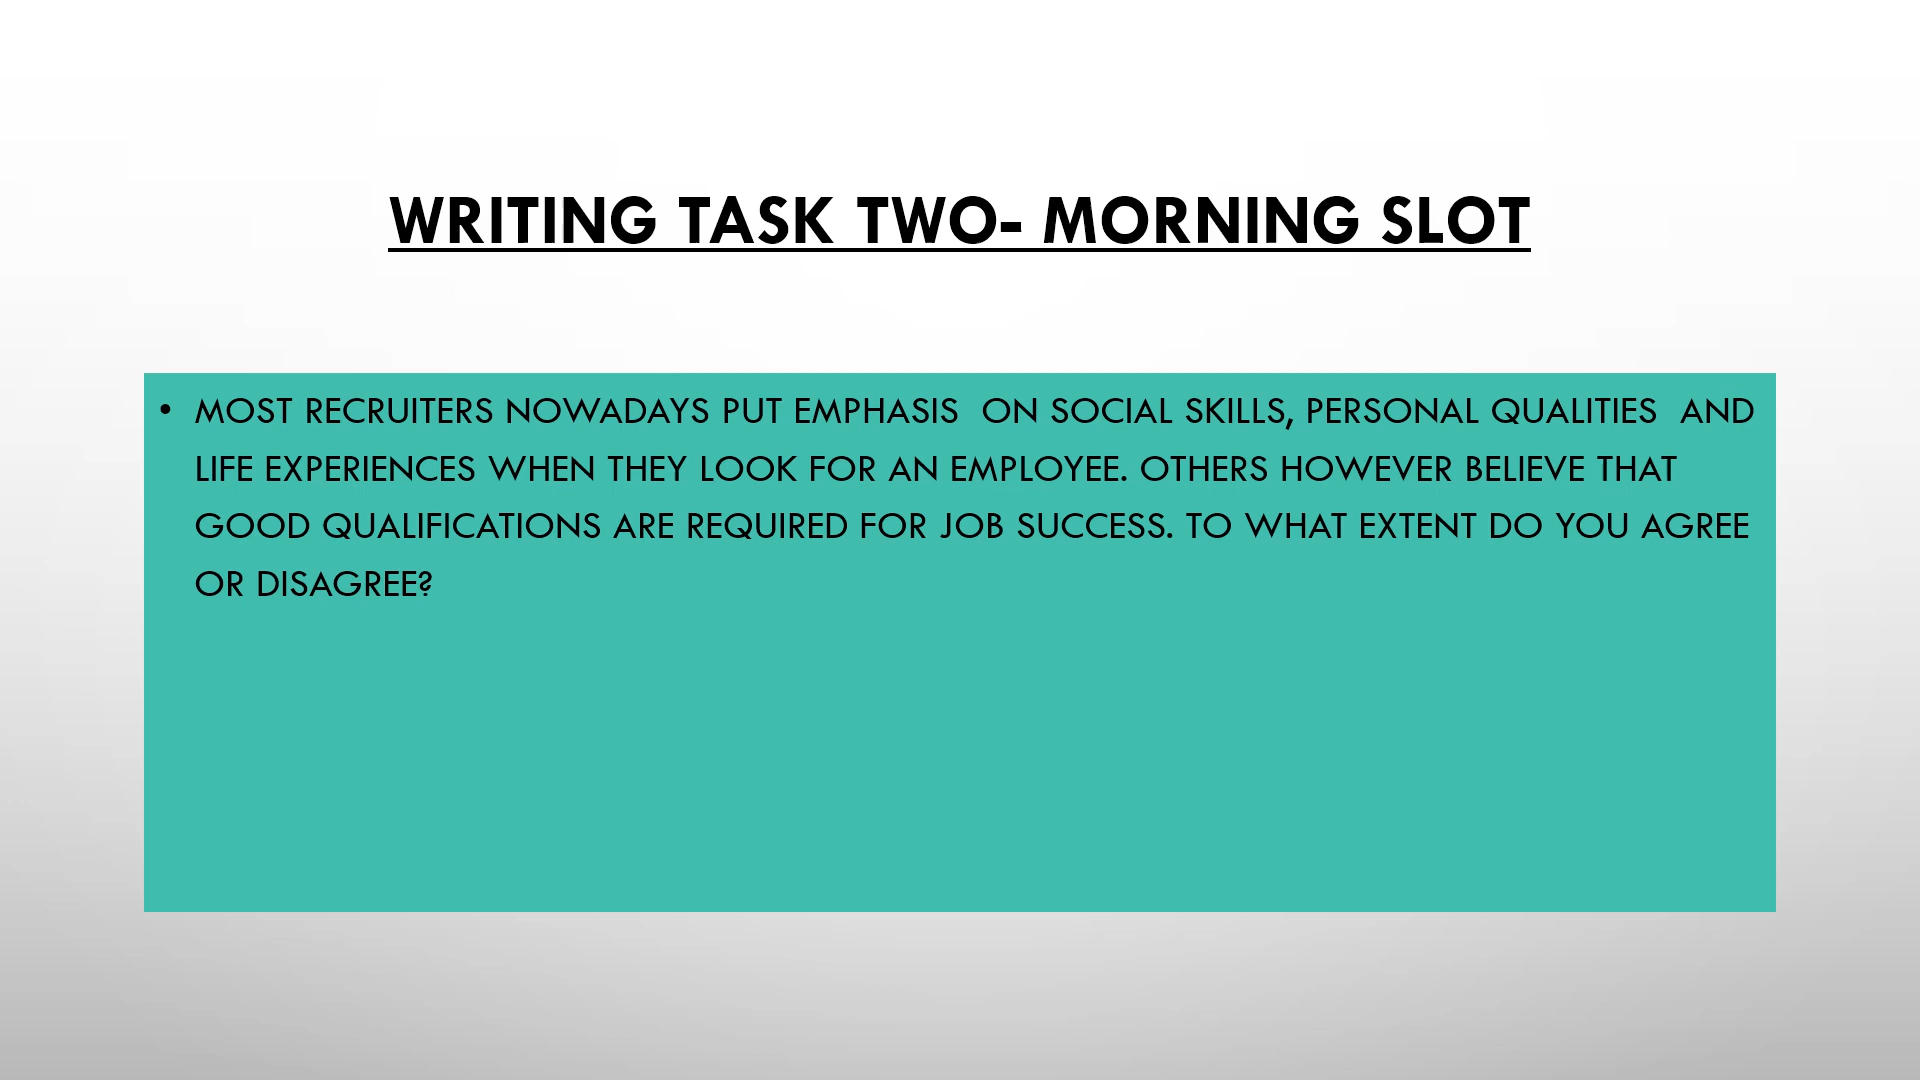 WRITING TASK TWO- MORNING SLOT
• MOST RECRUITERS NOWADAYS PUT EMPHASIS  ON SOCIAL SKILLS, PERSONAL QUALITIES  AND
LIFE EXPERIENCES WHEN THEY LOOK FOR AN EMPLOYEE. OTHERS HOWEVER BELIEVE THAT
GOOD QUALIFICATIONS ARE REQUIRED FOR JOB SUCCESS. TO WHAT EXTENT DO YOU AGREE
OR DISAGREE?